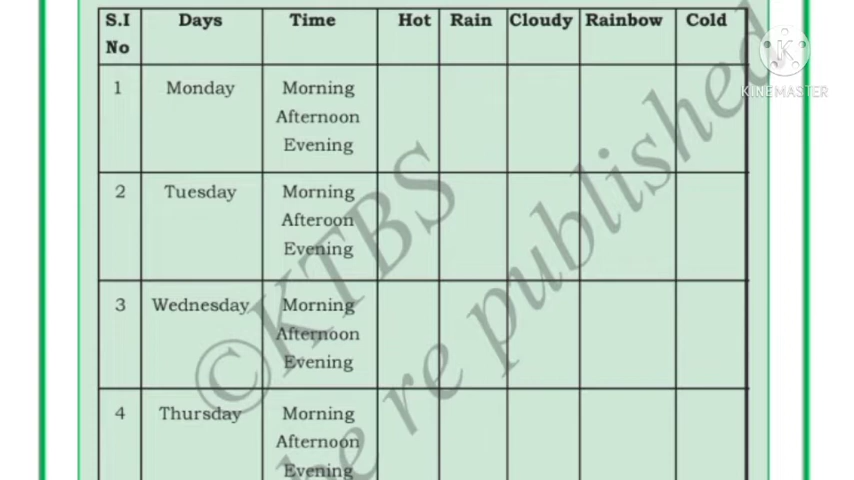 S.I No Days Time Hot Rain Cloudy Rainbow Cold
1 Monday Morning
Afternoon
Evening
2 Tuesday Morning
Afteroon
Evening
3 Wednesday Morning
Afternoon
Evening
4 Thursday Morning
Afternoon
Evening
©KTBS
be re published
K
KINEMASTER